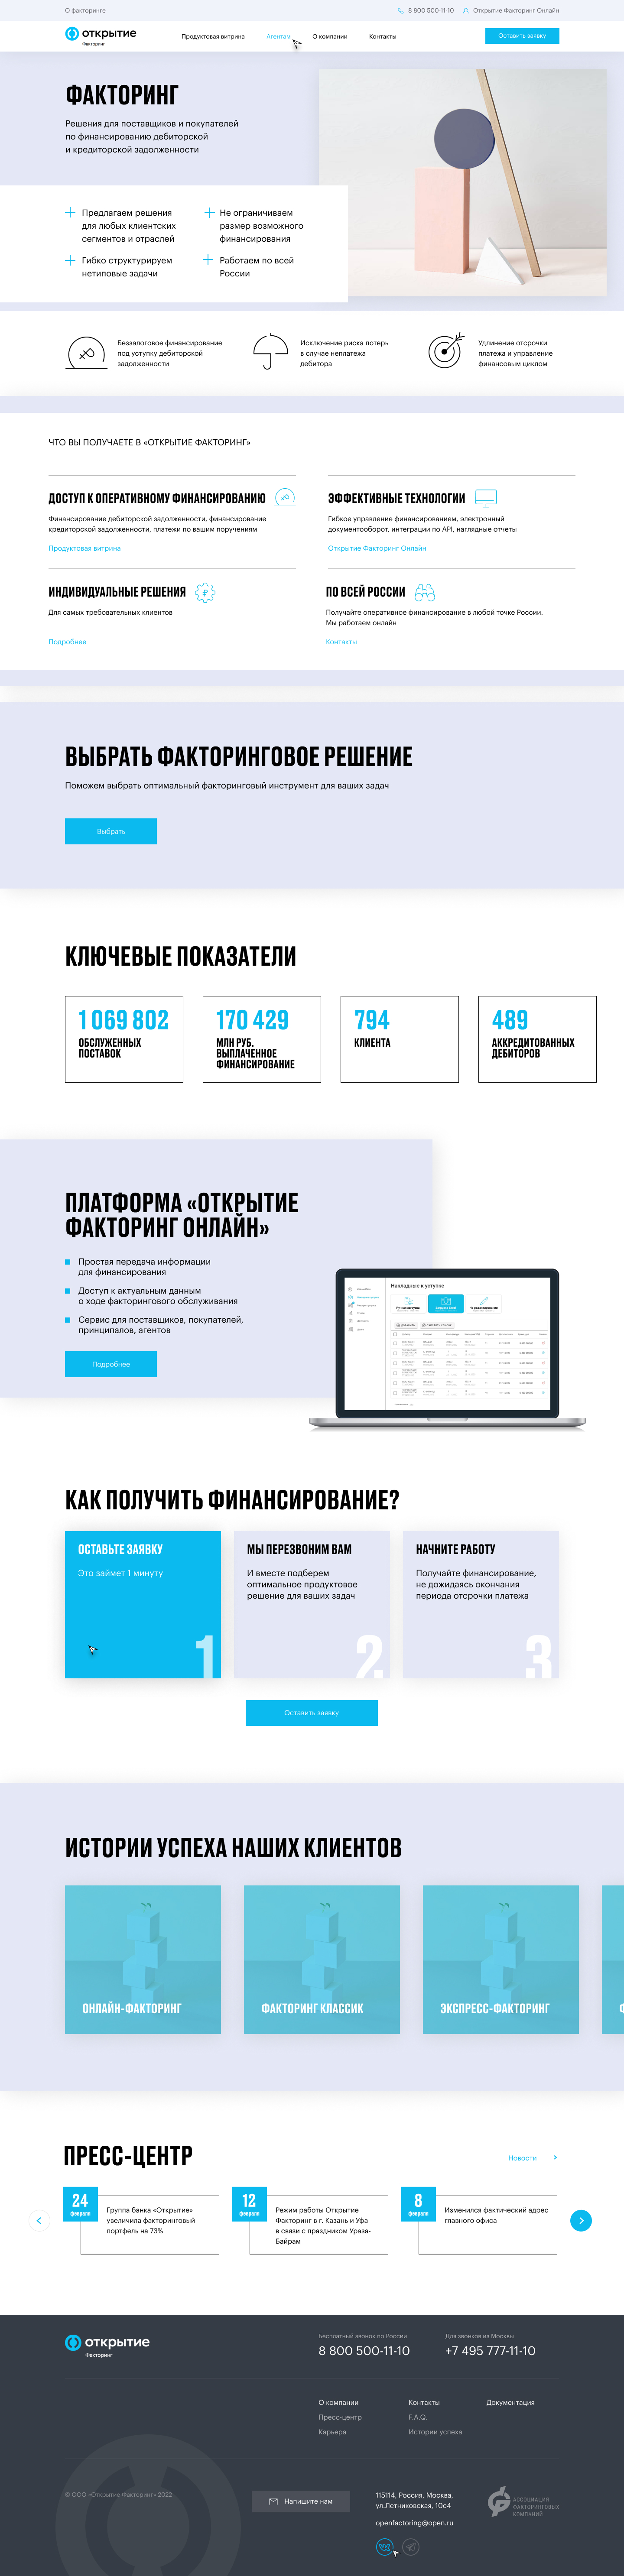 О факторинге
8 800 500-11-10
Открытие Факторинг Онлайн
открытие
Факторинг
Продуктовая витрина
Агентам
О компании
Контакты
Оставить заявку
ФАКТОРИНГ
Решения для поставщиков и покупателей
по финансированию дебиторской
и кредиторской задолженности
Предлагаем решения
для любых клиентских
сегментов и отраслей
Не ограничиваем
размер возможного
финансирования
Гибко структурируем
нетиповые задачи
Работаем по всей
России
Беззалоговое финансирование
под уступку дебиторской
задолженности
Исключение риска потерь
в случае неплатежа
дебитора
Удлинение отсрочки
платежа и управление
финансовым циклом
ЧТО ВЫ ПОЛУЧАЕТЕ В «ОТКРЫТИЕ ФАКТОРИНГ»
ДОСТУП К ОПЕРАТИВНОМУ ФИНАНСИРОВАНИЮ
Финансирование дебиторской задолженности, финансирование
кредиторской задолженности, платежи по вашим поручениям
Продуктовая витрина
ЭФФЕКТИВНЫЕ ТЕХНОЛОГИИ
Гибкое управление финансированием, электронный
документооборот, интеграции по API, наглядные отчеты
Открытие Факторинг Онлайн
ИНДИВИДУАЛЬНЫЕ РЕШЕНИЯ
Для самых требовательных клиентов
Подробнее
ПО ВСЕЙ РОССИИ
Получайте оперативное финансирование в любой точке России.
Мы работаем онлайн
Контакты
ВЫБРАТЬ ФАКТОРИНГОВОЕ РЕШЕНИЕ
Поможем выбрать оптимальный факторинговый инструмент для ваших задач
Выбрать
КЛЮЧЕВЫЕ ПОКАЗАТЕЛИ
1 069 802
ОБСЛУЖЕННЫХ
ПОСТАВОК
170 429
МЛН РУБ.
ВЫПЛАЧЕННОЕ
ФИНАНСИРОВАНИЕ
794
КЛИЕНТА
489
АККРЕДИТОВАННЫХ
ДЕБИТОРОВ
ПЛАТФОРМА «ОТКРЫТИЕ
ФАКТОРИНГ ОНЛАЙН»
Простая передача информации
для финансирования
Доступ к актуальным данным
о ходе факторингового обслуживания
Сервис для поставщиков, покупателей,
принципалов, агентов
Подробнее
Накладные к уступке
КАК ПОЛУЧИТЬ ФИНАНСИРОВАНИЕ?
ОСТАВЬТЕ ЗАЯВКУ
Это займет 1 минуту
1
МЫ ПЕРЕЗВОНИМ ВАМ
И вместе подберем
оптимальное продуктовое
решение для ваших задач
2
НАЧНИТЕ РАБОТУ
Получайте финансирование,
не дожидаясь окончания
периода отсрочки платежа
3
Оставить заявку
ИСТОРИИ УСПЕХА НАШИХ КЛИЕНТОВ
ОНЛАЙН-ФАКТОРИНГ
ФАКТОРИНГ КЛАССИК
ЭКСПРЕСС-ФАКТОРИНГ
ПРЕСС-ЦЕНТР
Новости
24
февраля
Группа банка «Открытие»
увеличила факторинговый
портфель на 73%
12
февраля
Режим работы Открытие
Факторинг в г. Казань и Уфа
в связи с праздником Ураза-
Байрам
8
февраля
Изменился фактический адрес
главного офиса
открытие
Факторинг
Бесплатный звонок по России
8 800 500-11-10
Для звонков из Москвы
+7 495 777-11-10
О компании
Пресс-центр
Карьера
Контакты
F.A.Q.
Истории успеха
Документация
© ООО «Открытие Факторинг» 2022
Напишите нам
115114, Россия, Москва,
ул.Летниковская, 10с4
openfactoring@open.ru
АССОЦИАЦИЯ
ФАКТОРИНГОВЫХ
КОМПАНИЙ